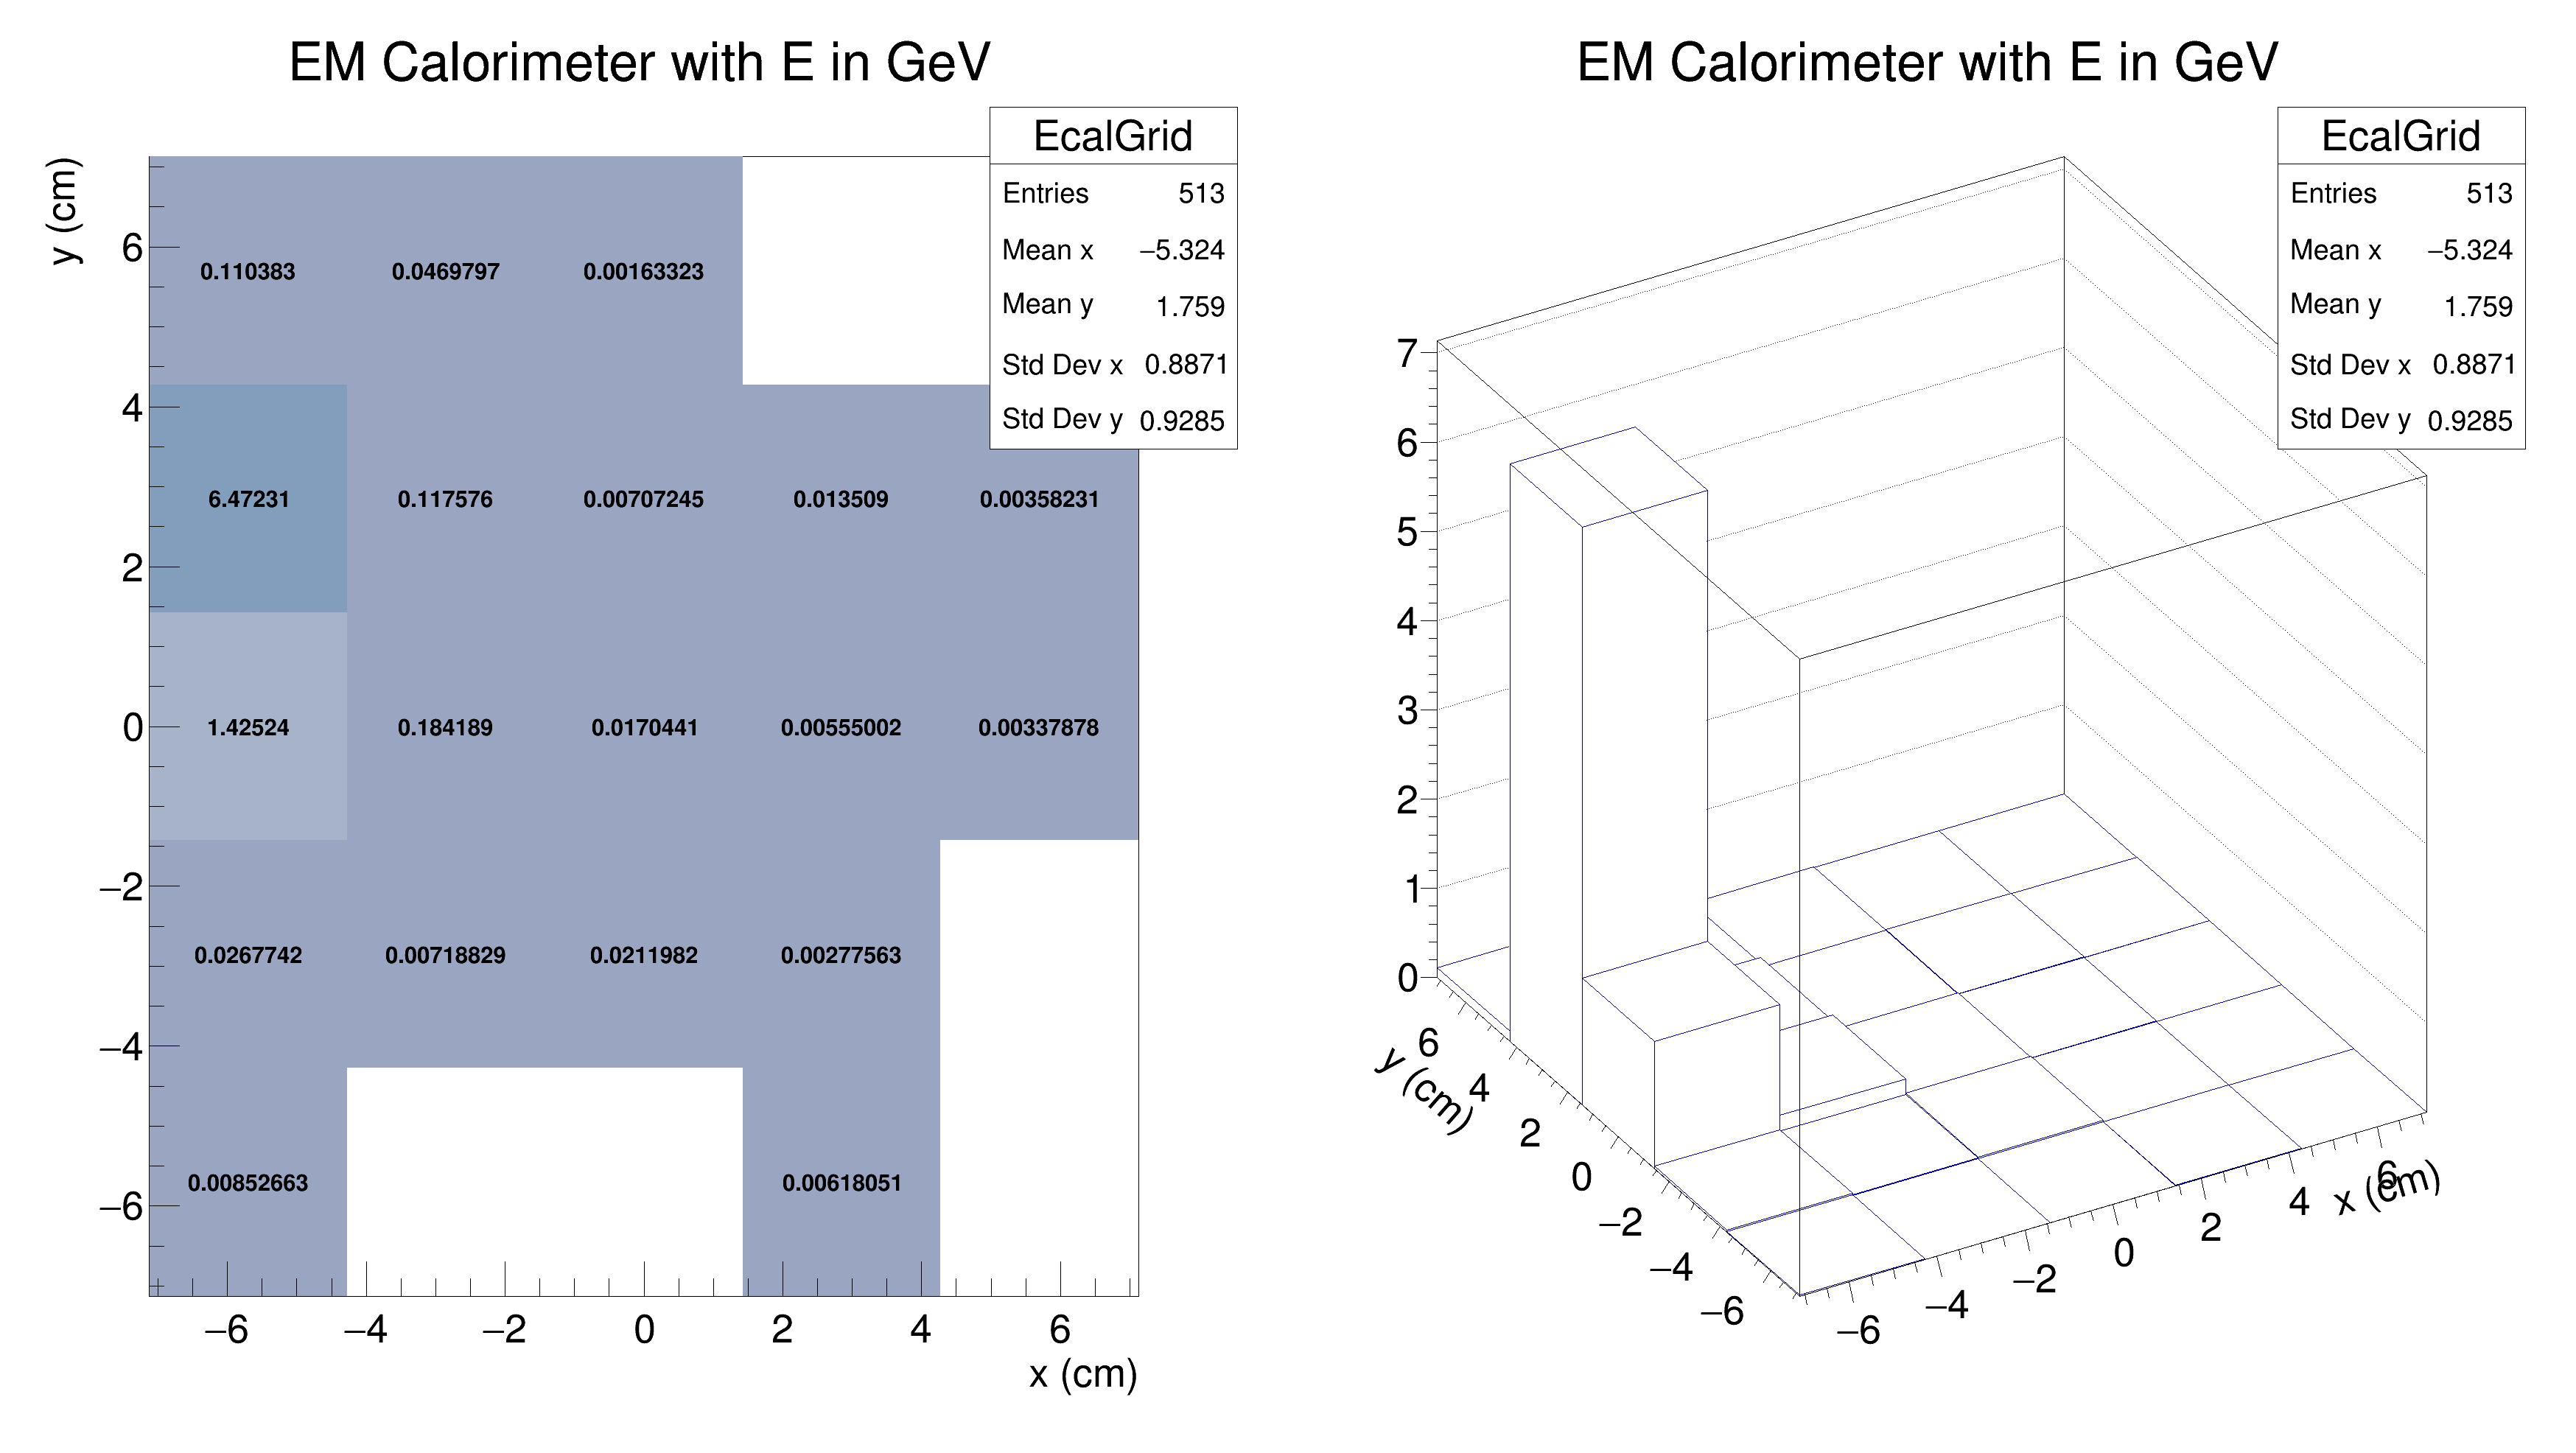 EM Calorimeter with E in GeV
EcalGrid
Entries 513
Mean x −5.324
Mean y 1.759
Std Dev x 0.8871
Std Dev y 0.9285
y (cm)
6
4
2
0
−2
−4
−6
0.110383 0.0469797 0.00163323
6.47231 0.117576 0.00707245 0.013509 0.00358231
1.42524 0.184189 0.0170441 0.00555002 0.00337878
0.0267742 0.00718829 0.0211982 0.00277563
0.00852663 0.00618051
−6 −4 −2 0 2 4 6
x (cm)
EM Calorimeter with E in GeV
EcalGrid
Entries 513
Mean x −5.324
Mean y 1.759
Std Dev x 0.8871
Std Dev y 0.9285
7
6
5
4
3
2
1
0
y (cm)
6
4
2
0
−2
−4
−6
−6 −4 −2 0 2 4 6
x (cm)